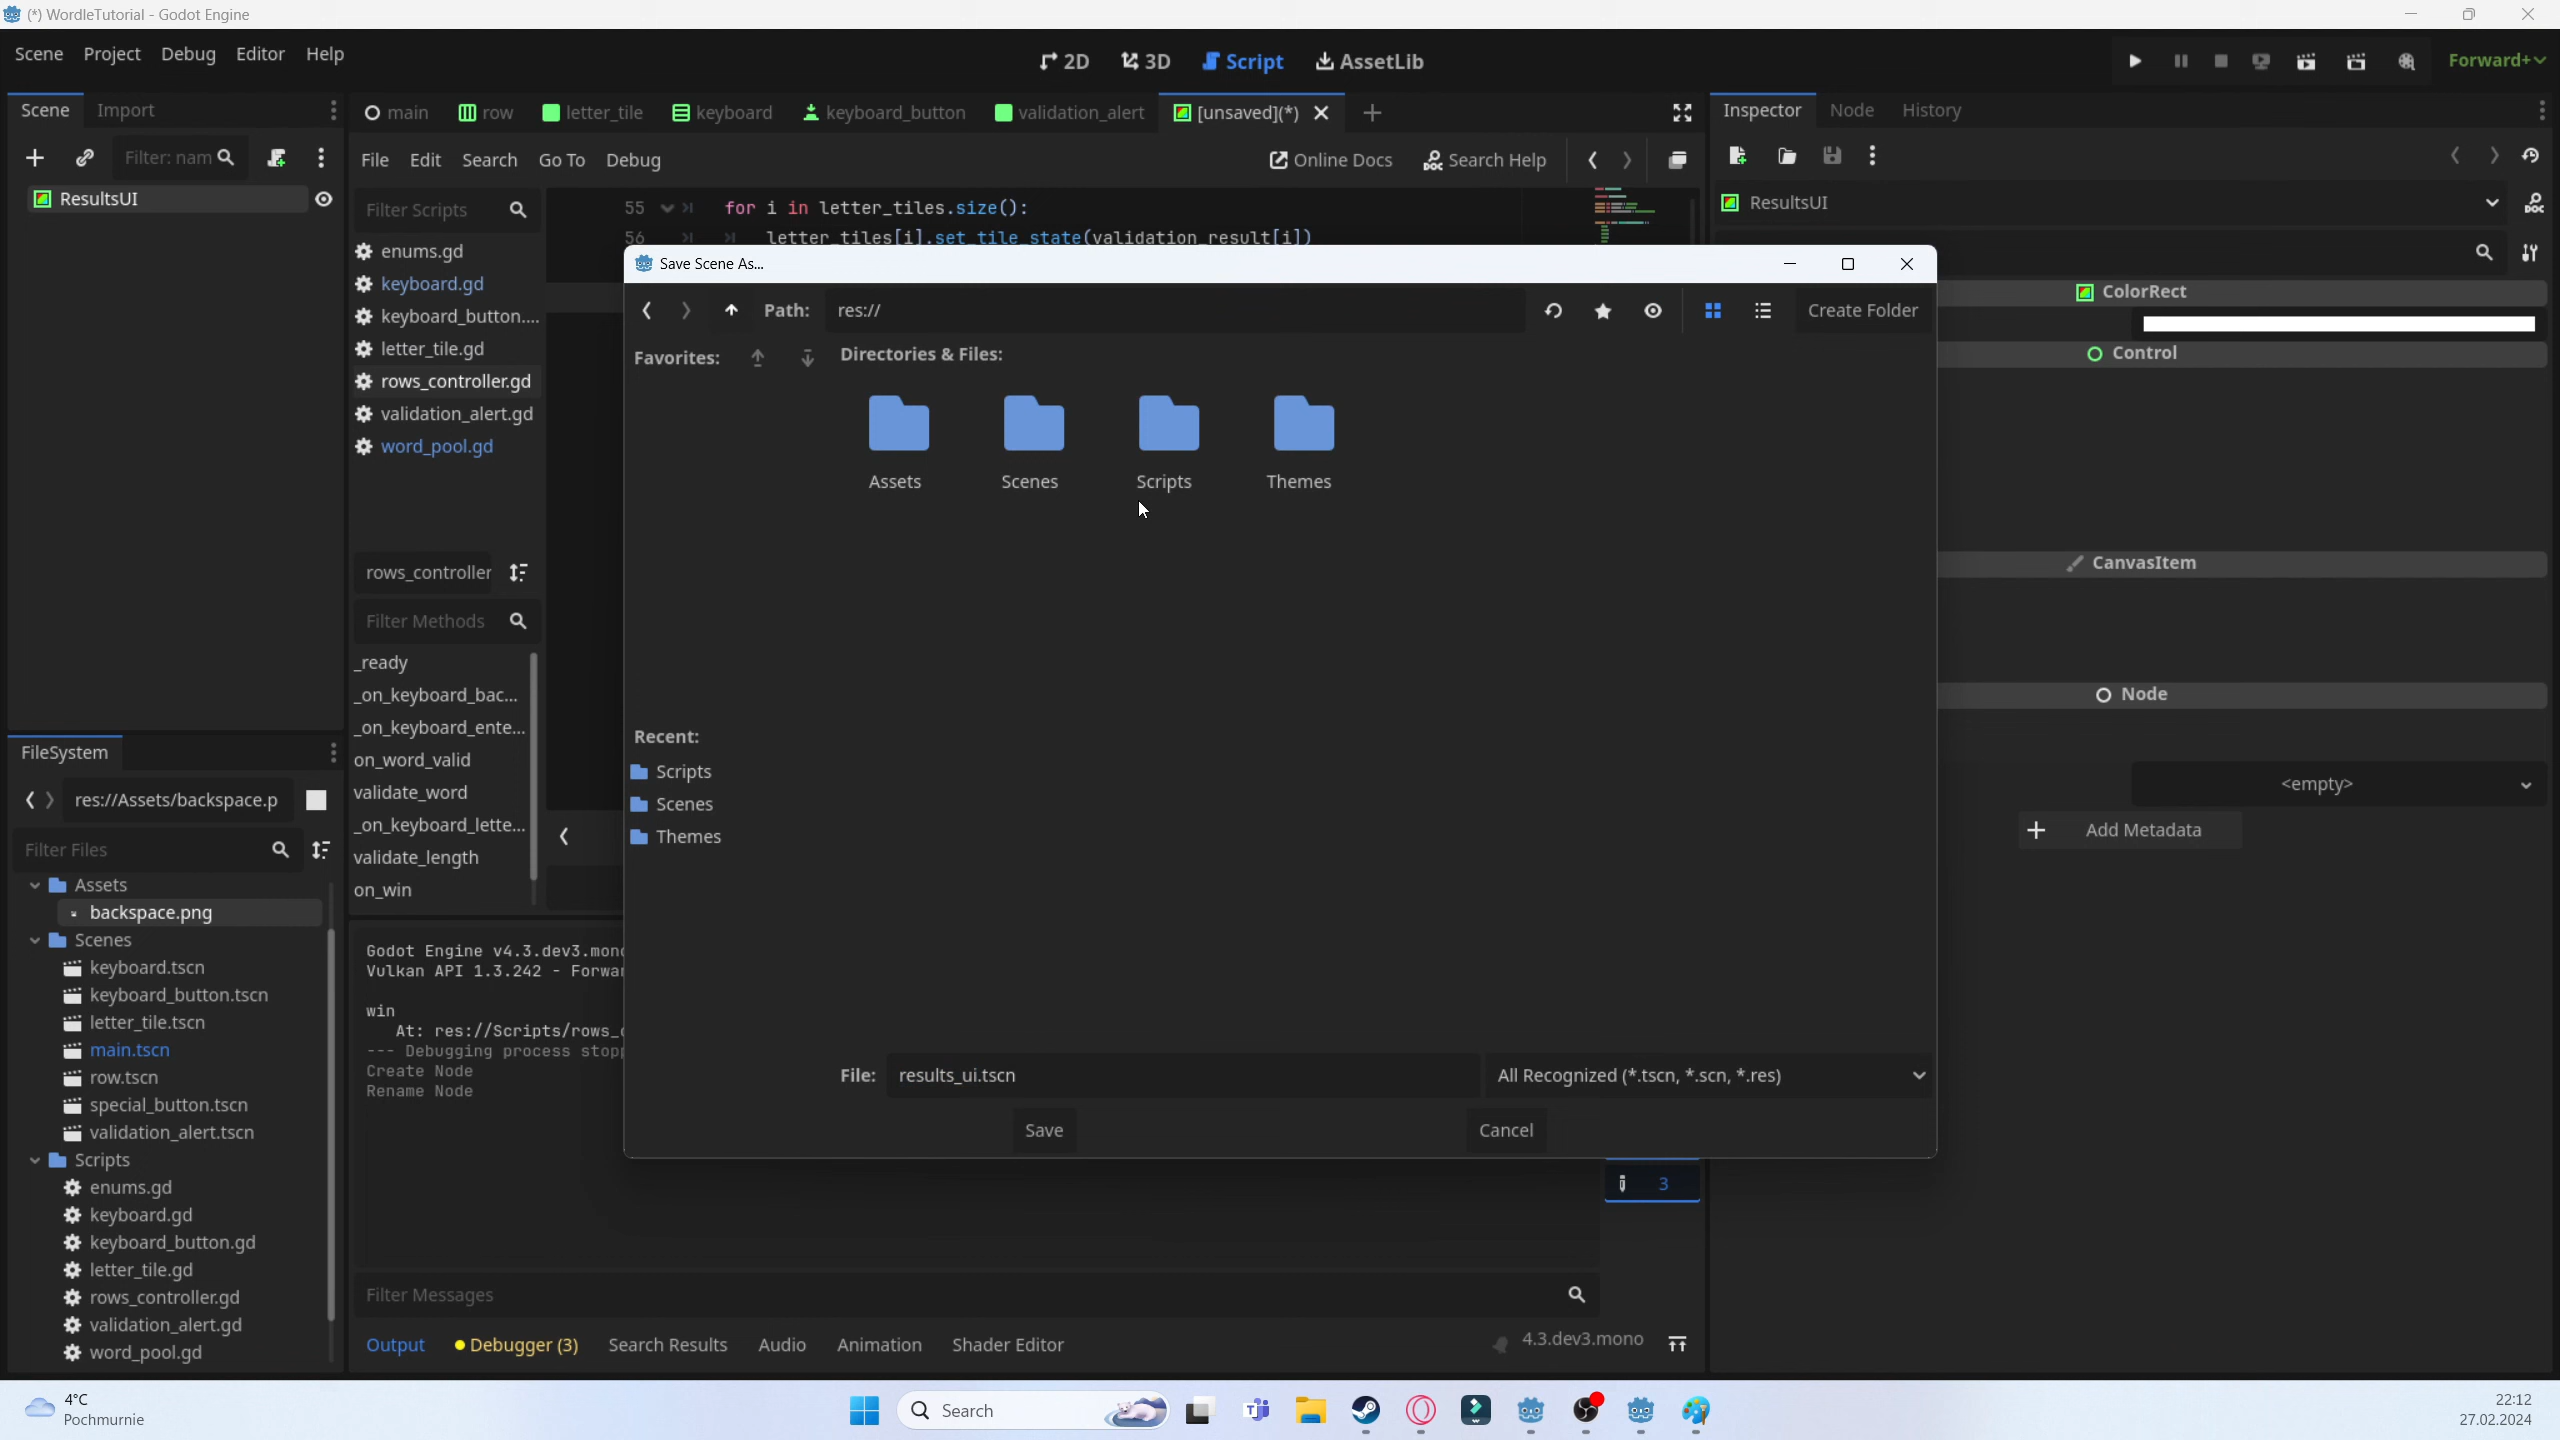 (*) WordleTutorial - Godot Engine
Scene Project Debug Editor Help
2D 3D Script AssetLib
Forward+
Scene Import
main row letter_tile keyboard keyboard_button validation_alert [unsaved](*)
Inspector Node History
Filter: nam
File Edit Search Go To Debug
Online Docs Search Help
ResultsUI
Filter Scripts
enums.gd
keyboard.gd
keyboard_button....
letter_tile.gd
rows_controller.gd
validation_alert.gd
word_pool.gd
55 for i in letter_tiles.size():
56 letter_tiles[i].set_tile_state(validation_result[i])
ResultsUI
ColorRect
Control
CanvasItem
Node
<empty>
Add Metadata
Save Scene As...
Path: res://
Create Folder
Favorites:
Directories & Files:
Assets Scenes Scripts Themes
Recent:
Scripts
Scenes
Themes
File: results_ui.tscn
All Recognized (*.tscn, *.scn, *.res)
Save Cancel
rows_controller
Filter Methods
_ready
_on_keyboard_bac...
_on_keyboard_ente...
on_word_valid
validate_word
_on_keyboard_lette...
validate_length
on_win
FileSystem
res://Assets/backspace.p
Filter Files
Assets
backspace.png
Scenes
keyboard.tscn
keyboard_button.tscn
letter_tile.tscn
main.tscn
row.tscn
special_button.tscn
validation_alert.tscn
Scripts
enums.gd
keyboard.gd
keyboard_button.gd
letter_tile.gd
rows_controller.gd
validation_alert.gd
word_pool.gd
Godot Engine v4.3.dev3.mono
Vulkan API 1.3.242 - Forwar
win
At: res://Scripts/rows_c
--- Debugging process stopp
Create Node
Rename Node
3
Filter Messages
Output Debugger (3) Search Results Audio Animation Shader Editor
4.3.dev3.mono
4°C
Pochmurnie
Search
22:12
27.02.2024